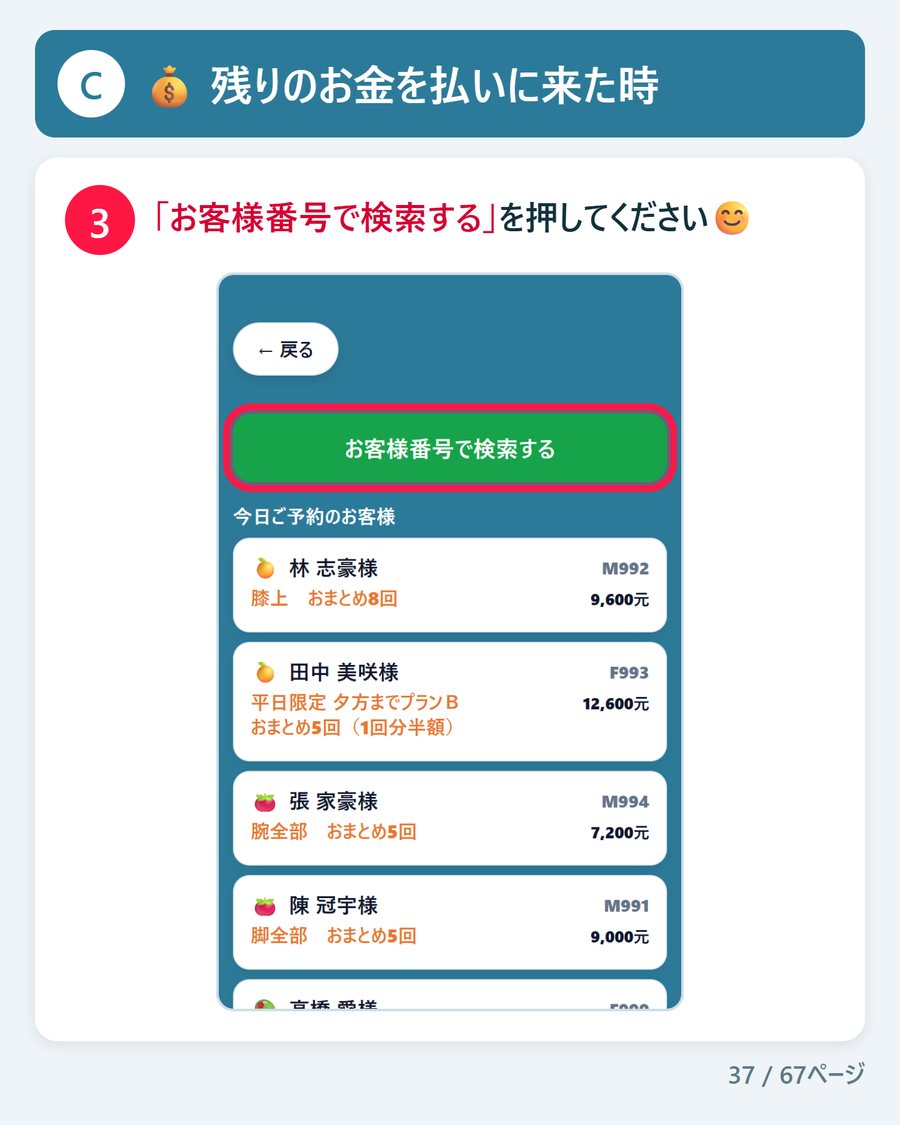 C 💰 残りのお金を払いに来た時
3 「お客様番号で検索する」を押してください😊
← 戻る
お客様番号で検索する
今日ご予約のお客様
🍊 林 志豪様 M992
膝上 おまとめ8回 9,600元
🍊 田中 美咲様 F993
平日限定 夕方までプランB 12,600元
おまとめ5回（1回分半額）
張 家豪様 M994
腕全部 おまとめ5回 7,200元
陳 冠宇様 M991
脚全部 おまとめ5回 9,000元
高橋 愛様
37 / 67ページ